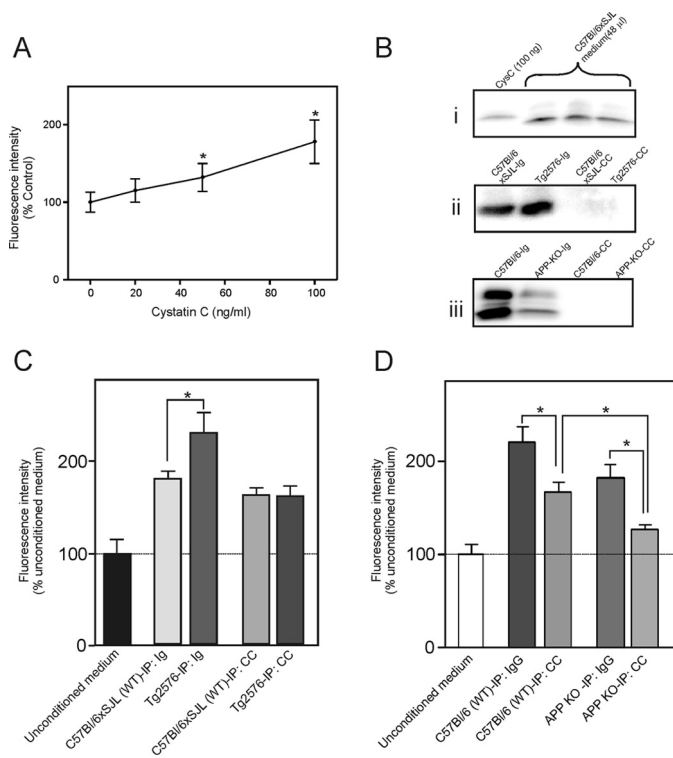 A
Fluorescence intensity
(% Control)
200
150
100
50
0
*
*
0
20
40
60
80
100
Cystatin C (ng/ml)
B
CysC (100 ng)
C57Bl/6xSJL
medium(48 µl)
i
C57Bl/6
xSJL-Ig
Tg2576-Ig
C57Bl/6
xSJL-CC
Tg2576-CC
ii
C57Bl/6-Ig
APP-KO-Ig
C57Bl/6-CC
APP-KO-CC
iii
C
Fluorescence intensity
(% unconditioned medium)
200
100
0
*
Unconditioned medium
C57Bl/6xSJL (WT)-IP: Ig
Tg2576-IP: Ig
C57Bl/6xSJL (WT)-IP: CC
Tg2576-IP: CC
D
Fluorescence intensity
(% unconditioned medium)
200
100
0
*
*
*
Unconditioned medium
C57Bl/6 (WT)-IP: IgG
C57Bl/6 (WT)-IP: CC
APP KO -IP: IgG
APP KO-IP: CC